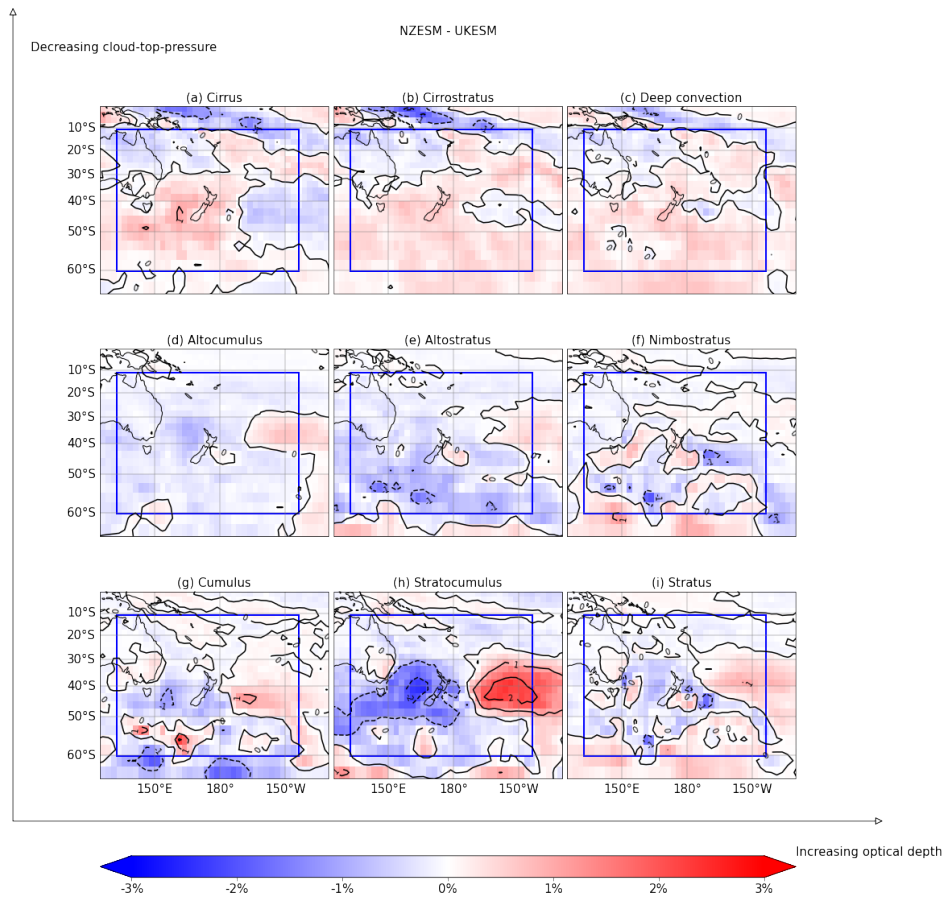 NZESM - UKESM
Decreasing cloud-top-pressure
(a) Cirrus
(b) Cirrostratus
(c) Deep convection
10°S
20°S
30°S
40°S
50°S
60°S
(d) Altocumulus
(e) Altostratus
(f) Nimbostratus
10°S
20°S
30°S
40°S
50°S
60°S
(g) Cumulus
(h) Stratocumulus
(i) Stratus
10°S
20°S
30°S
40°S
50°S
60°S
150°E 180° 150°W
150°E 180° 150°W
150°E 180° 150°W
Increasing optical depth
-3% -2% -1% 0% 1% 2% 3%